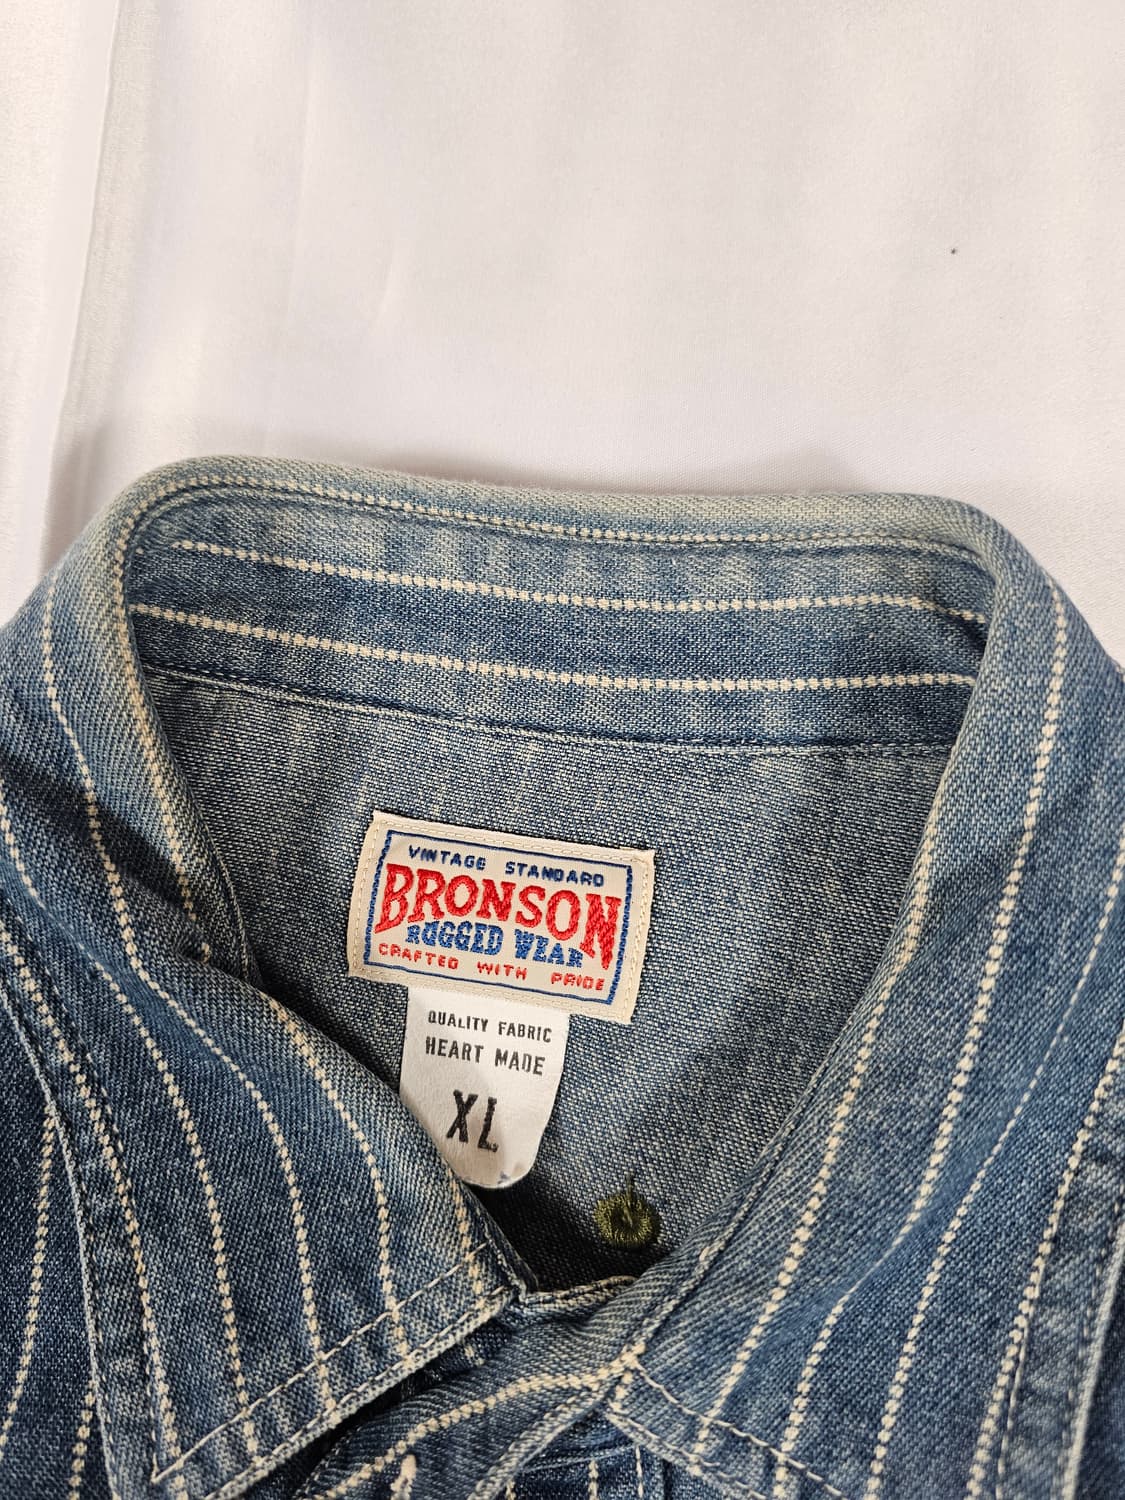 VINTAGE STANDARD
BRONSON
RUGGED WEAR
CRAFTED WITH PRIDE
QUALITY FABRIC
HEART MADE
XL